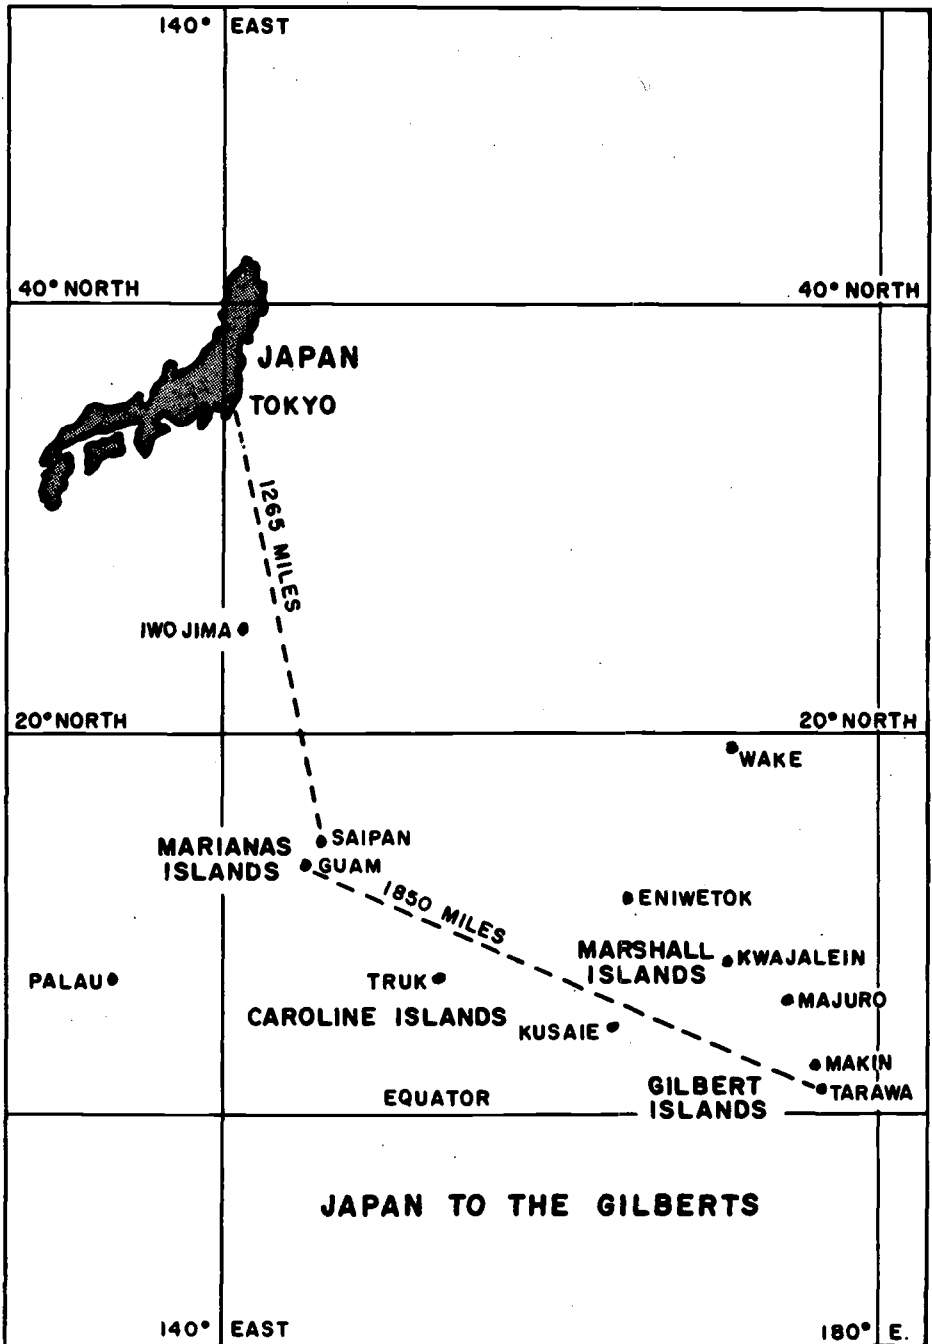 140° EAST
40° NORTH
40° NORTH
JAPAN
TOKYO
1265 MILES
IWO JIMA
20° NORTH
20° NORTH
WAKE
SAIPAN
MARIANAS
ISLANDS
GUAM
1850 MILES
ENIWETOK
MARSHALL
ISLANDS
KWAJALEIN
PALAU
TRUK
MAJURO
CAROLINE ISLANDS
KUSAIE
MAKIN
GILBERT
ISLANDS
TARAWA
EQUATOR
JAPAN TO THE GILBERTS
140° EAST
180° E.